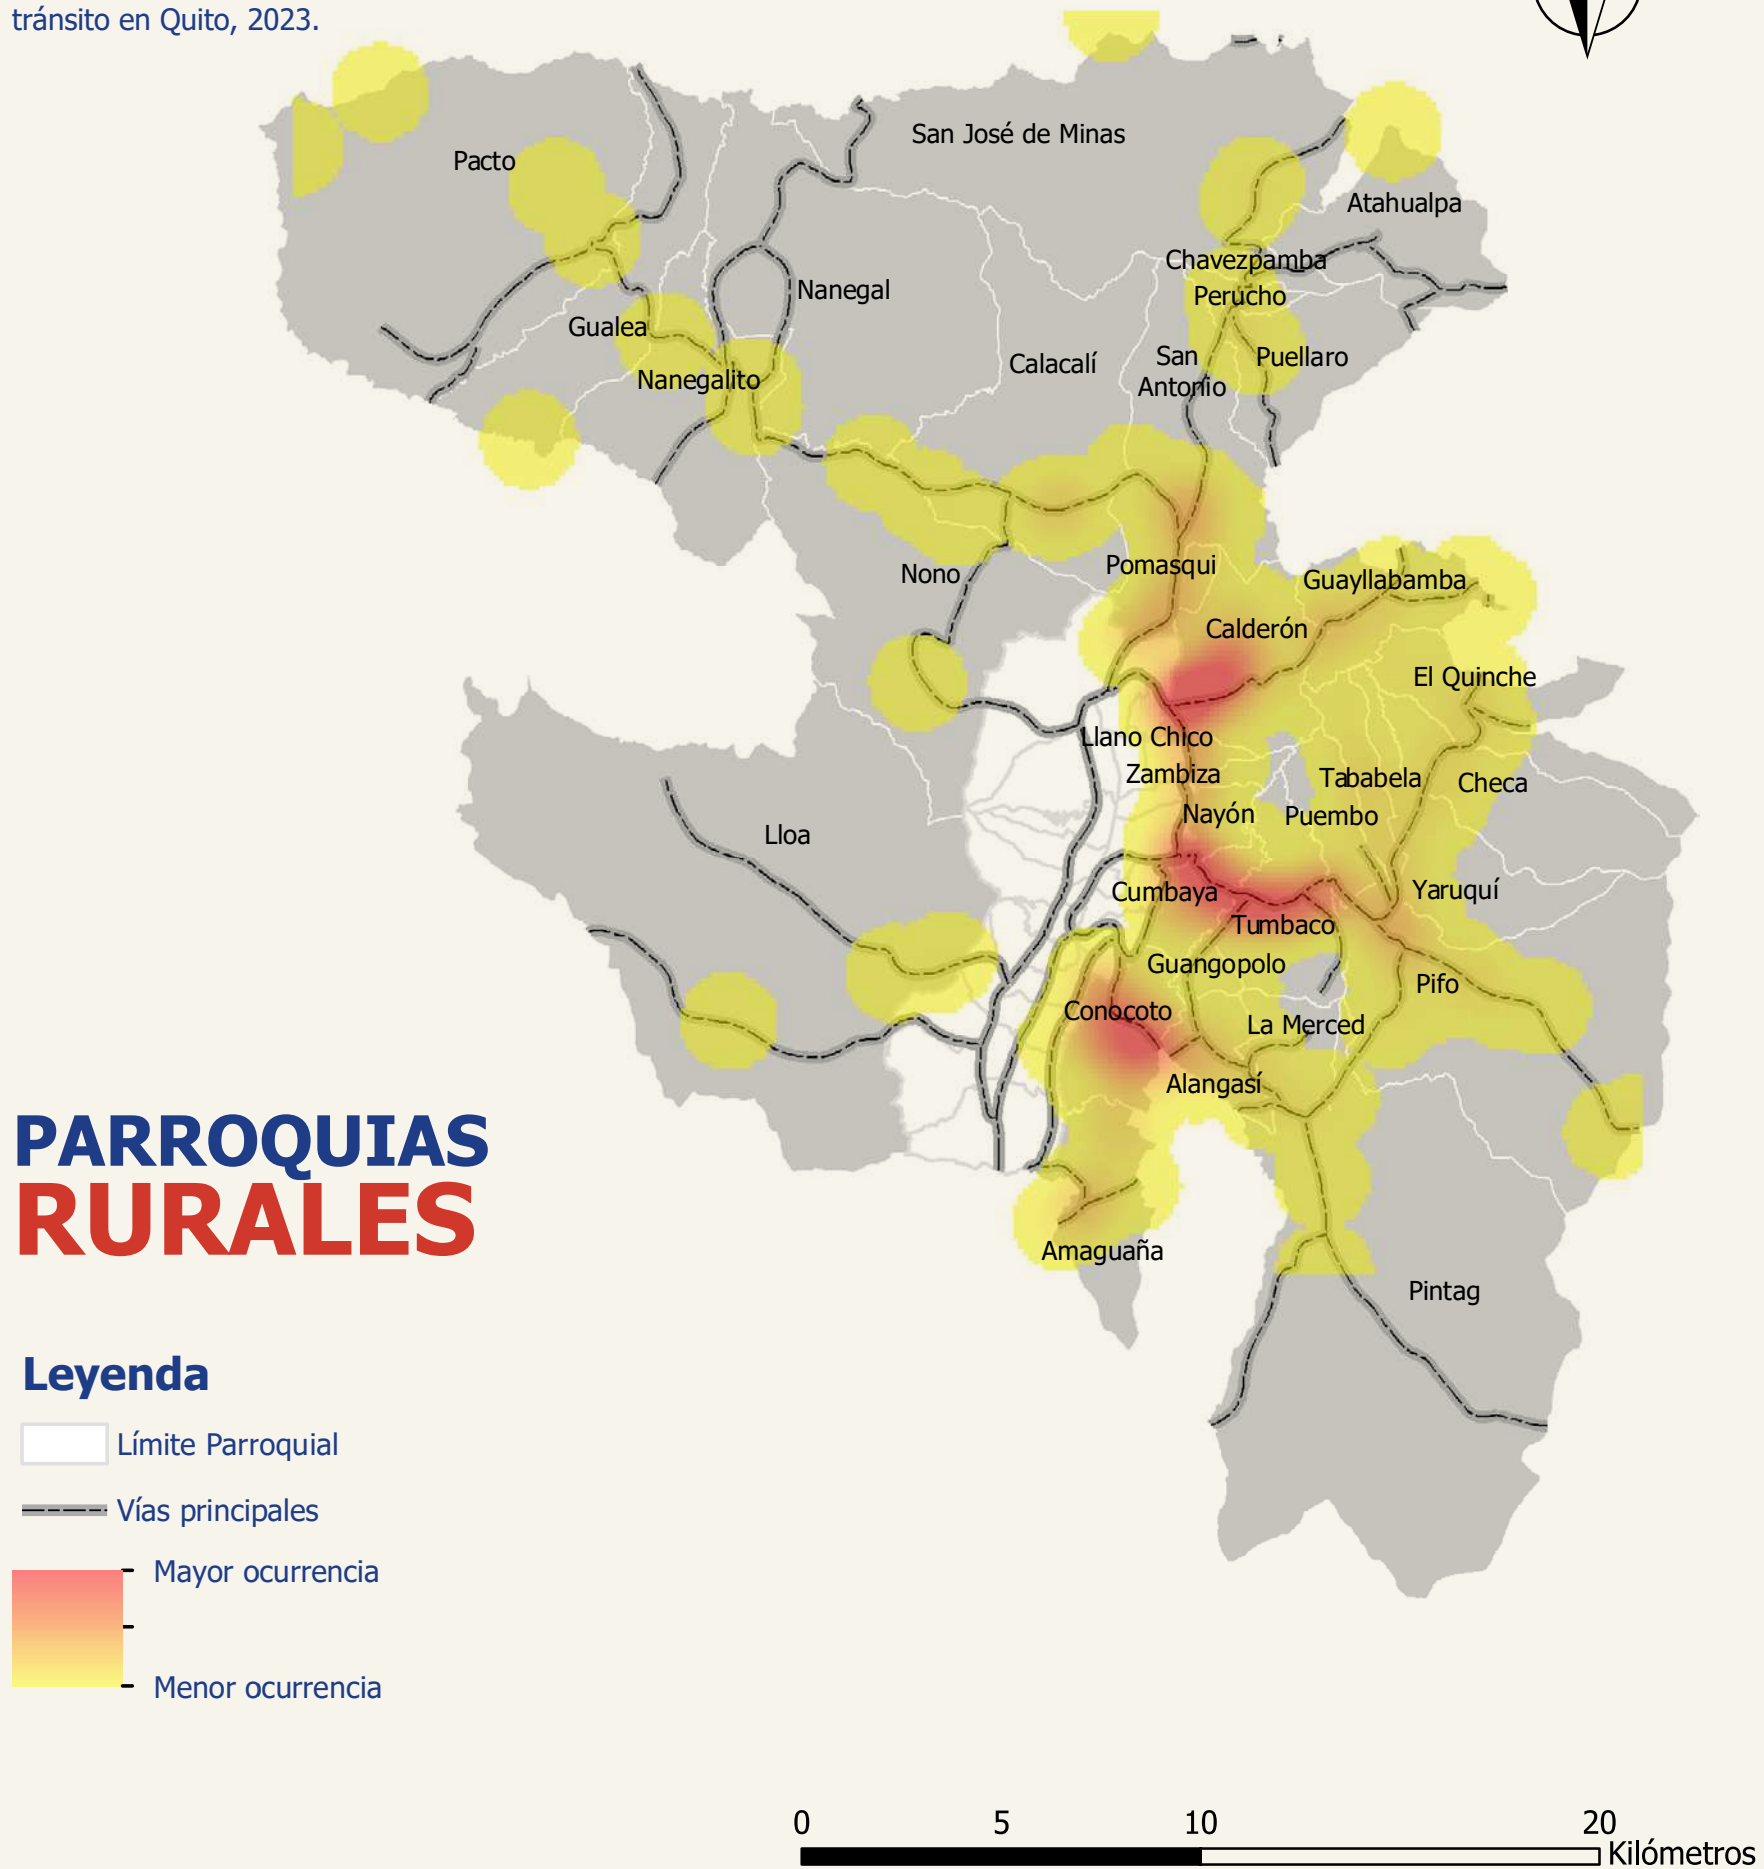 tránsito en Quito, 2023.
San José de Minas
Pacto
Atahualpa
Chavezpamba
Nanegal
Perucho
Gualea
San
Antonio
Puellaro
Calacalí
Nanegalito
Pomasqui
Nono
Guayllabamba
Calderón
El Quinche
Llano Chico
Zambiza
Tababela
Checa
Nayón
Puembo
Lloa
Cumbaya
Yaruquí
Tumbaco
Guangopolo
Pifo
Conocoto
La Merced
Alangasí
PARROQUIAS
RURALES
Amaguaña
Pintag
Leyenda
Límite Parroquial
Vías principales
Mayor ocurrencia
Menor ocurrencia
0 5 10 20
Kilómetros